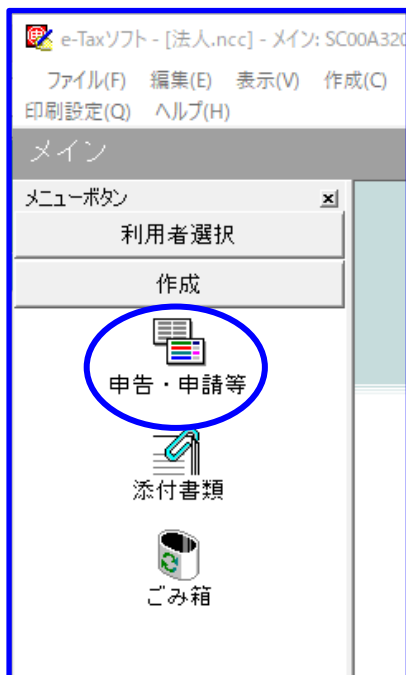 e-Taxソフト - [法人.ncc] - メイン: SC00A320
ファイル(F) 編集(E) 表示(V) 作成(C)
印刷設定(Q) ヘルプ(H)
メイン
メニューボタン
利用者選択
作成
申告・申請等
添付書類
ごみ箱